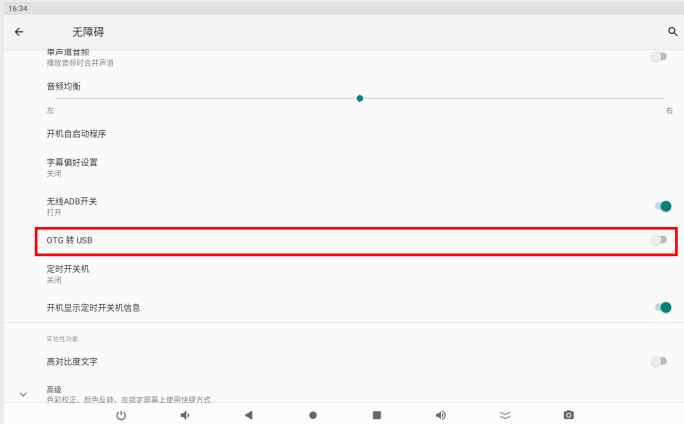 16:34
无障碍
单声道音频
播放音频时合并声道
音频均衡
左 右
开机自启动程序
字幕偏好设置
关闭
无线ADB开关
打开
OTG 转 USB
定时开关机
关闭
开机显示定时开关机信息
实验性功能
高对比度文字
高级
色彩校正、颜色反转、在锁定屏幕上使用快捷方式